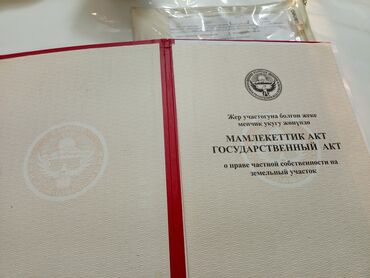 Жер участогуна болгон жеке
менчик укугу жөнүндө
МАМЛЕКЕТТИК АКТ
ГОСУДАРСТВЕННЫЙ АКТ
о праве частной собственности на
земельный участок